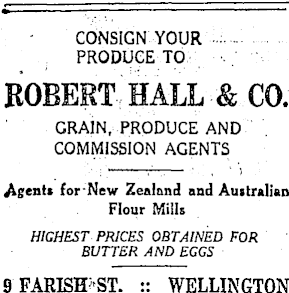 CONSIGN YOUR
PRODUCE TO
ROBERT HALL & CO.
GRAIN, PRODUCE AND
COMMISSION AGENTS
Agents for New Zealand and Australian
Flour Mills
HIGHEST PRICES OBTAINED FOR
BUTTER AND EGGS
9 FARISH ST. :: WELLINGTON